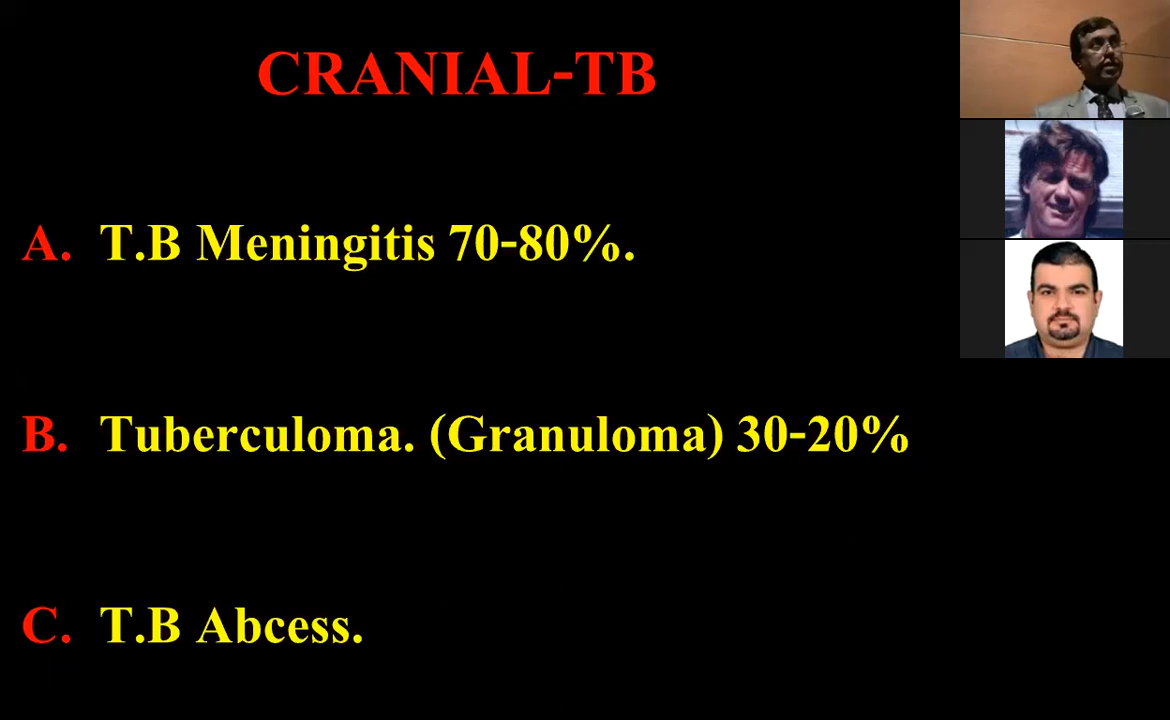 CRANIAL-TB
A. T.B Meningitis 70-80%.
B. Tuberculoma. (Granuloma) 30-20%
C. T.B Abcess.